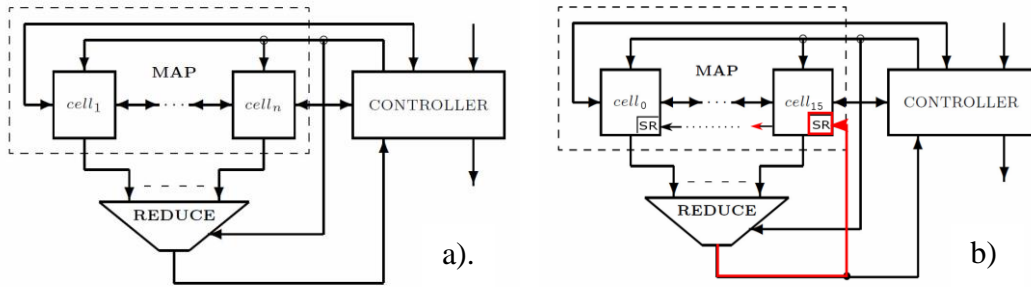 MAP
cell₁
cellₙ
CONTROLLER
REDUCE
a).
MAP
cell₀
cell₁₅
CONTROLLER
SR
SR
REDUCE
b)